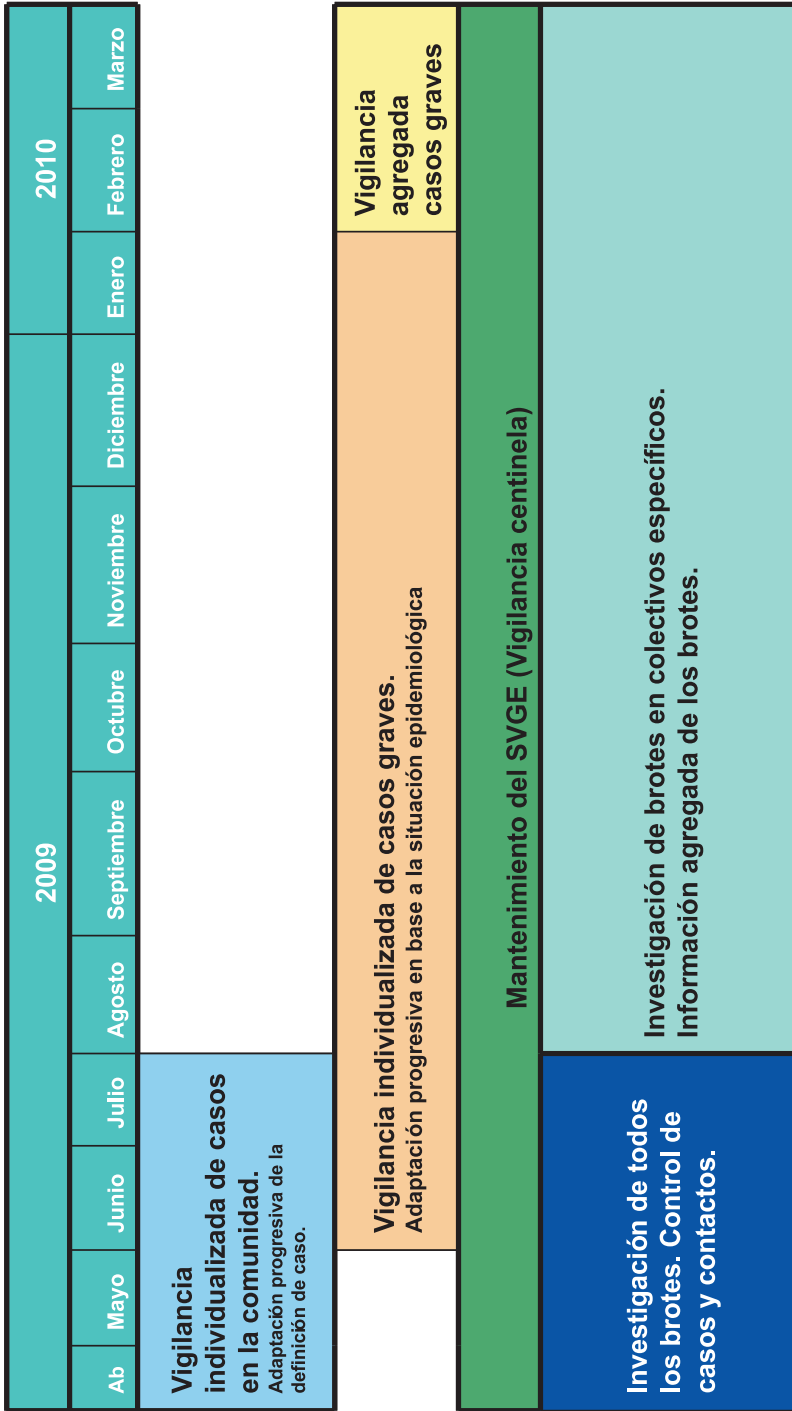 2009
2010
Ab
Mayo
Junio
Julio
Agosto
Septiembre
Octubre
Noviembre
Diciembre
Enero
Febrero
Marzo
Vigilancia
individualizada de casos
en la comunidad.
Adaptación progresiva de la
definición de caso.
Vigilancia individualizada de casos graves.
Adaptación progresiva en base a la situación epidemiológica
Vigilancia
agregada
casos graves
Mantenimiento del SVGE (Vigilancia centinela)
Investigación de todos
los brotes. Control de
casos y contactos.
Investigación de brotes en colectivos específicos.
Información agregada de los brotes.